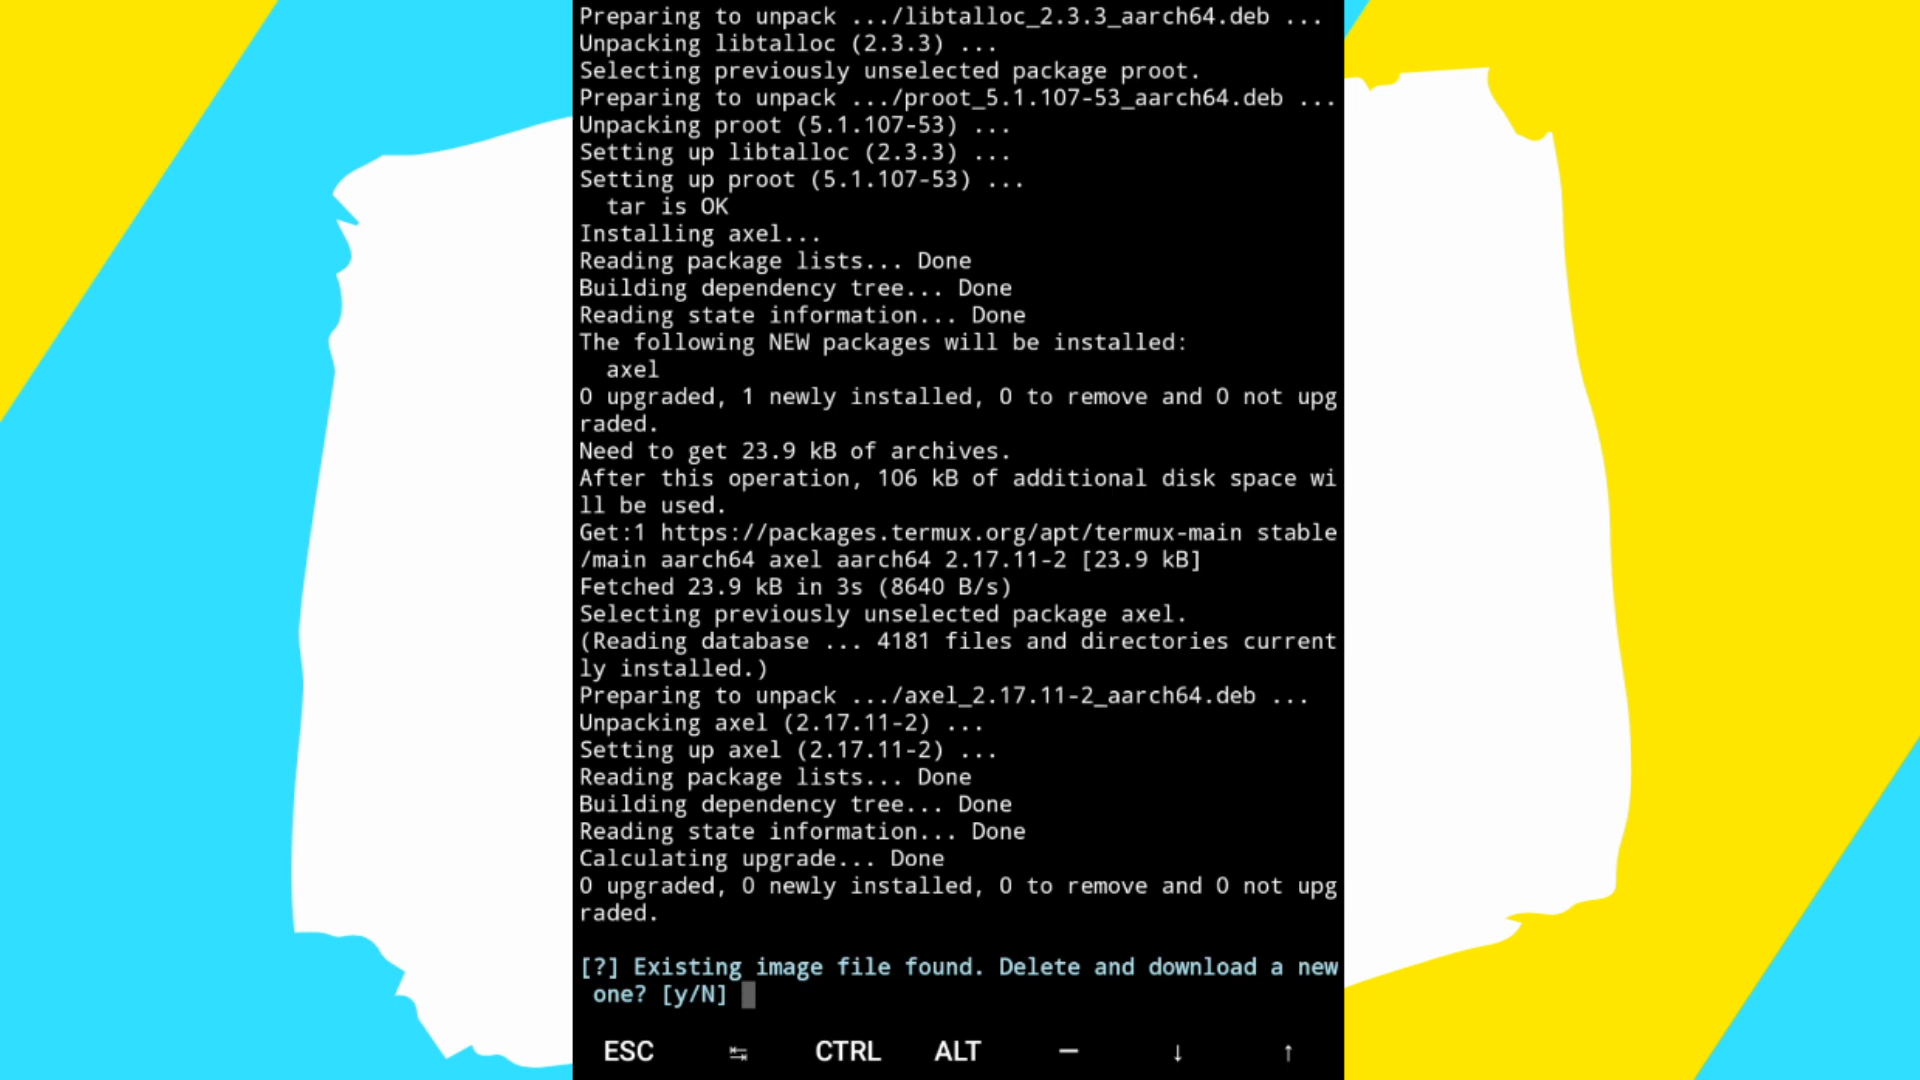 Preparing to unpack .../libtalloc_2.3.3_aarch64.deb ...
Unpacking libtalloc (2.3.3) ...
Selecting previously unselected package proot.
Preparing to unpack .../proot_5.1.107-53_aarch64.deb ...
Unpacking proot (5.1.107-53) ...
Setting up libtalloc (2.3.3) ...
Setting up proot (5.1.107-53) ...
  tar is OK
Installing axel...
Reading package lists... Done
Building dependency tree... Done
Reading state information... Done
The following NEW packages will be installed:
  axel
0 upgraded, 1 newly installed, 0 to remove and 0 not upg
raded.
Need to get 23.9 kB of archives.
After this operation, 106 kB of additional disk space wi
ll be used.
Get:1 https://packages.termux.org/apt/termux-main stable
/main aarch64 axel aarch64 2.17.11-2 [23.9 kB]
Fetched 23.9 kB in 3s (8640 B/s)
Selecting previously unselected package axel.
(Reading database ... 4181 files and directories current
ly installed.)
Preparing to unpack .../axel_2.17.11-2_aarch64.deb ...
Unpacking axel (2.17.11-2) ...
Setting up axel (2.17.11-2) ...
Reading package lists... Done
Building dependency tree... Done
Reading state information... Done
Calculating upgrade... Done
0 upgraded, 0 newly installed, 0 to remove and 0 not upg
raded.
[?] Existing image file found. Delete and download a new
 one? [y/N]
ESC ↹ CTRL ALT — ↓ ↑